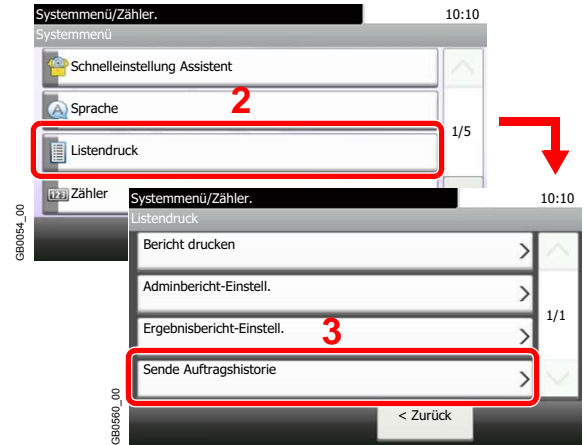 Systemmenü/Zähler.
10:10
Systemmenü
Schnelleinstellung Assistent
Sprache
2
1/5
Listendruck
123 Zähler
GB0054_00
Systemmenü/Zähler.
10:10
Listendruck
Bericht drucken
Adminbericht-Einstell.
1/1
Ergebnisbericht-Einstell.
3
Sende Auftragshistorie
< Zurück
GB0560_00